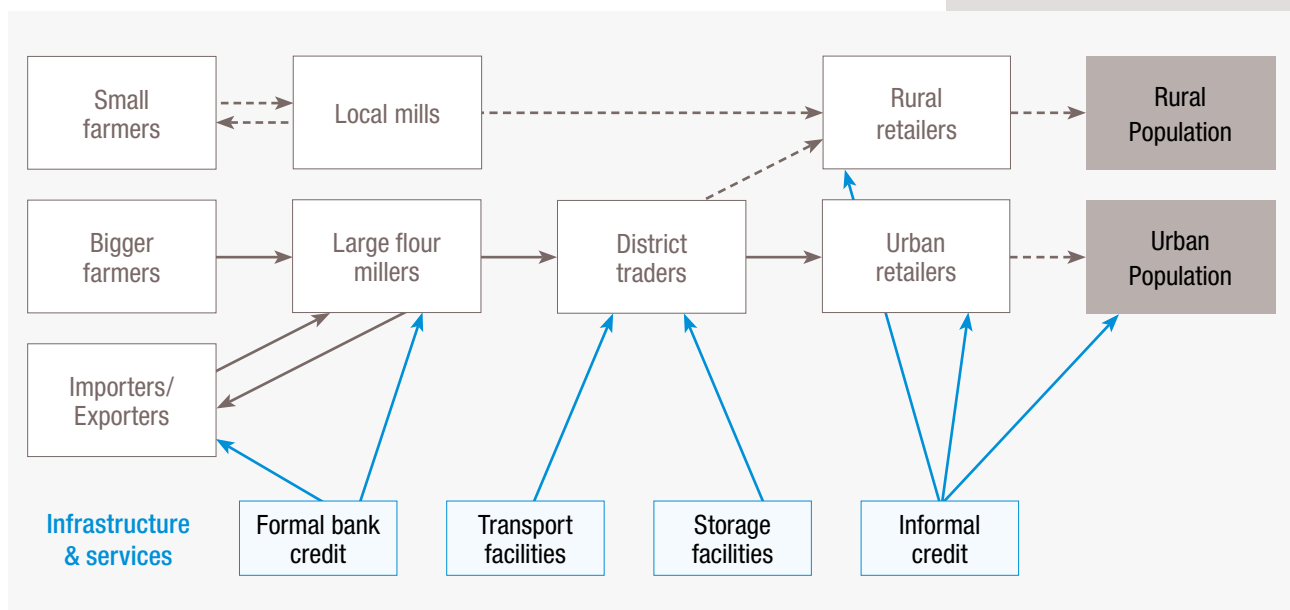 Small
farmers
Local mills
Rural
retailers
Rural
Population
Bigger
farmers
Large flour
millers
District
traders
Urban
retailers
Urban
Population
Importers/
Exporters
Infrastructure
& services
Formal bank
credit
Transport
facilities
Storage
facilities
Informal
credit